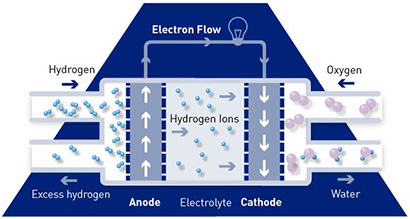 Electron Flow
Hydrogen
Oxygen
Hydrogen Ions
Excess hydrogen
Anode
Electrolyte
Cathode
Water